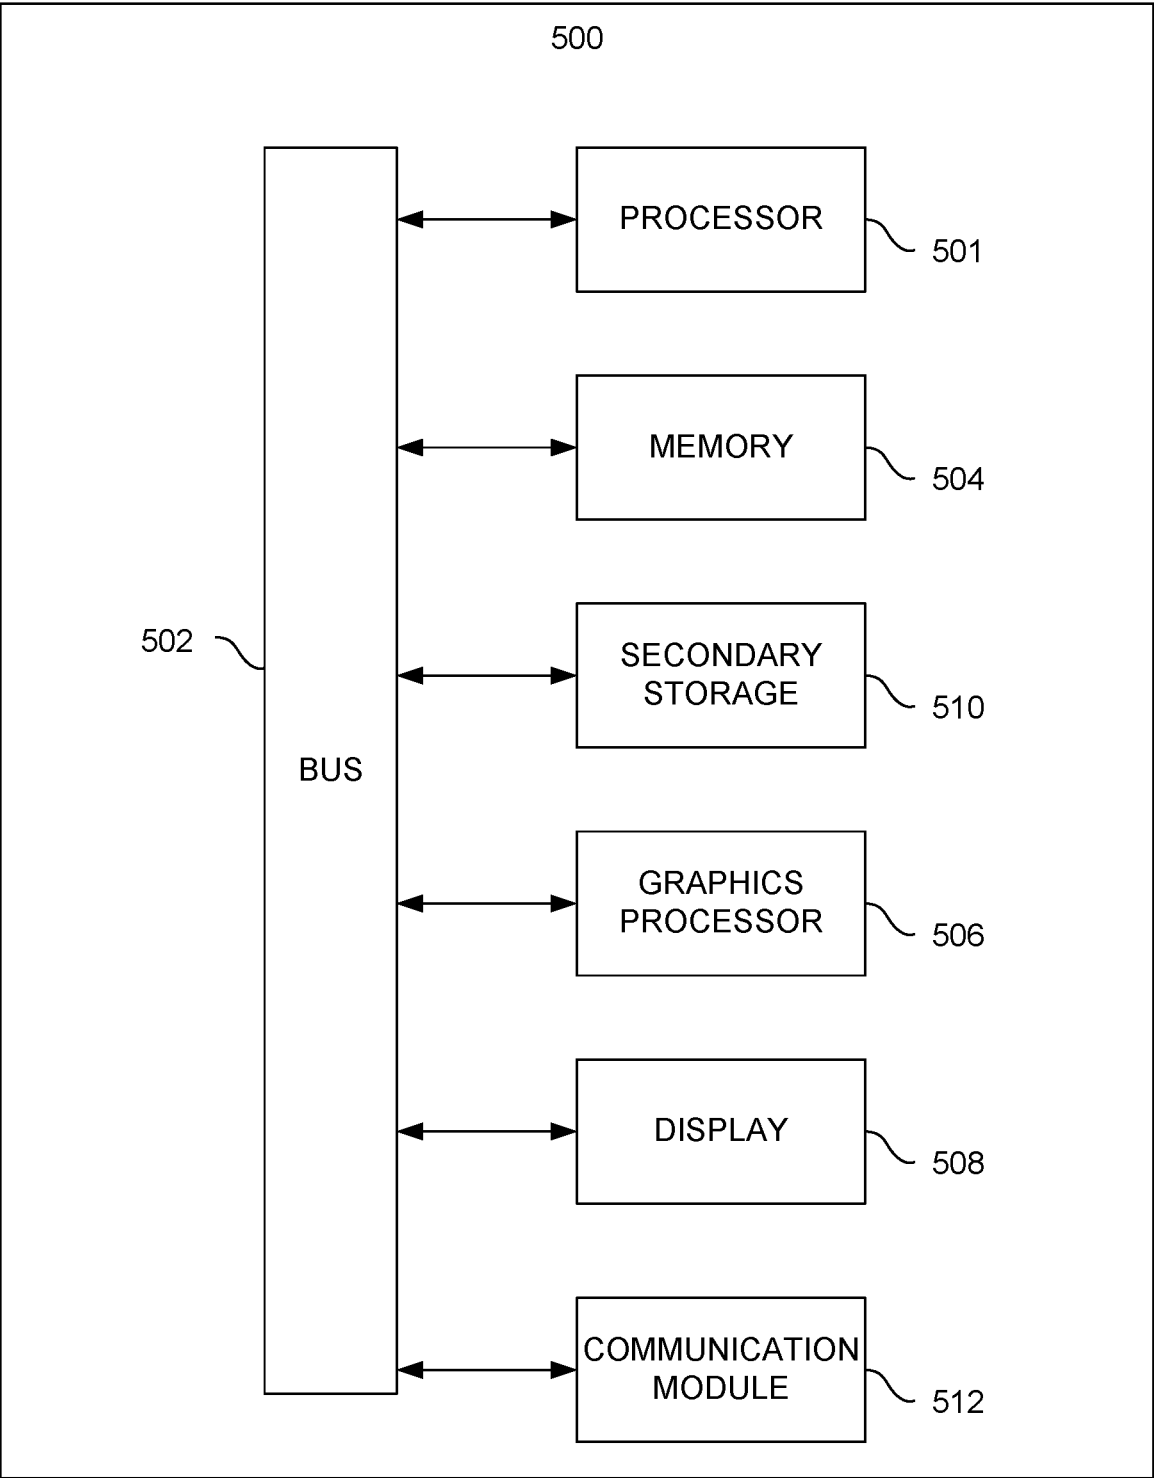 500
PROCESSOR
501
MEMORY
504
502
SECONDARY
STORAGE
510
BUS
GRAPHICS
PROCESSOR
506
DISPLAY
508
COMMUNICATION
MODULE
512